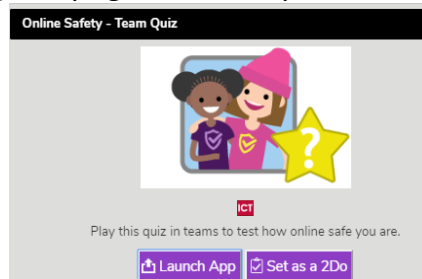 Online Safety - Team Quiz
?
ICT
Play this quiz in teams to test how online safe you are.
Launch App
Set as a 2Do